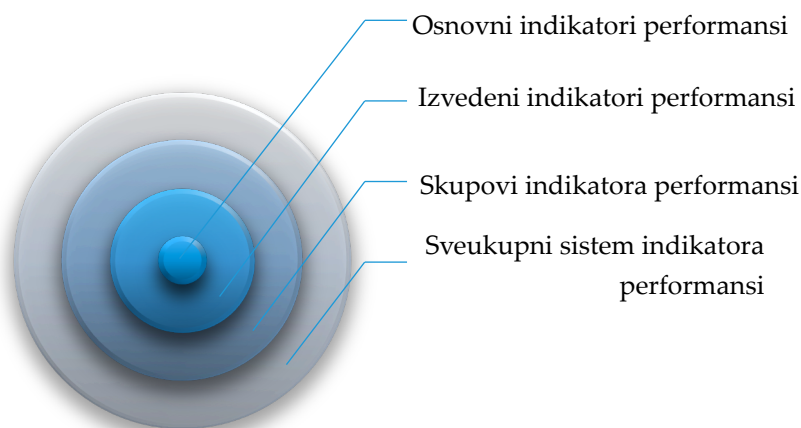 Osnovni indikatori performansi
Izvedeni indikatori performansi
Skupovi indikatora performansi
Sveukupni sistem indikatora
performansi